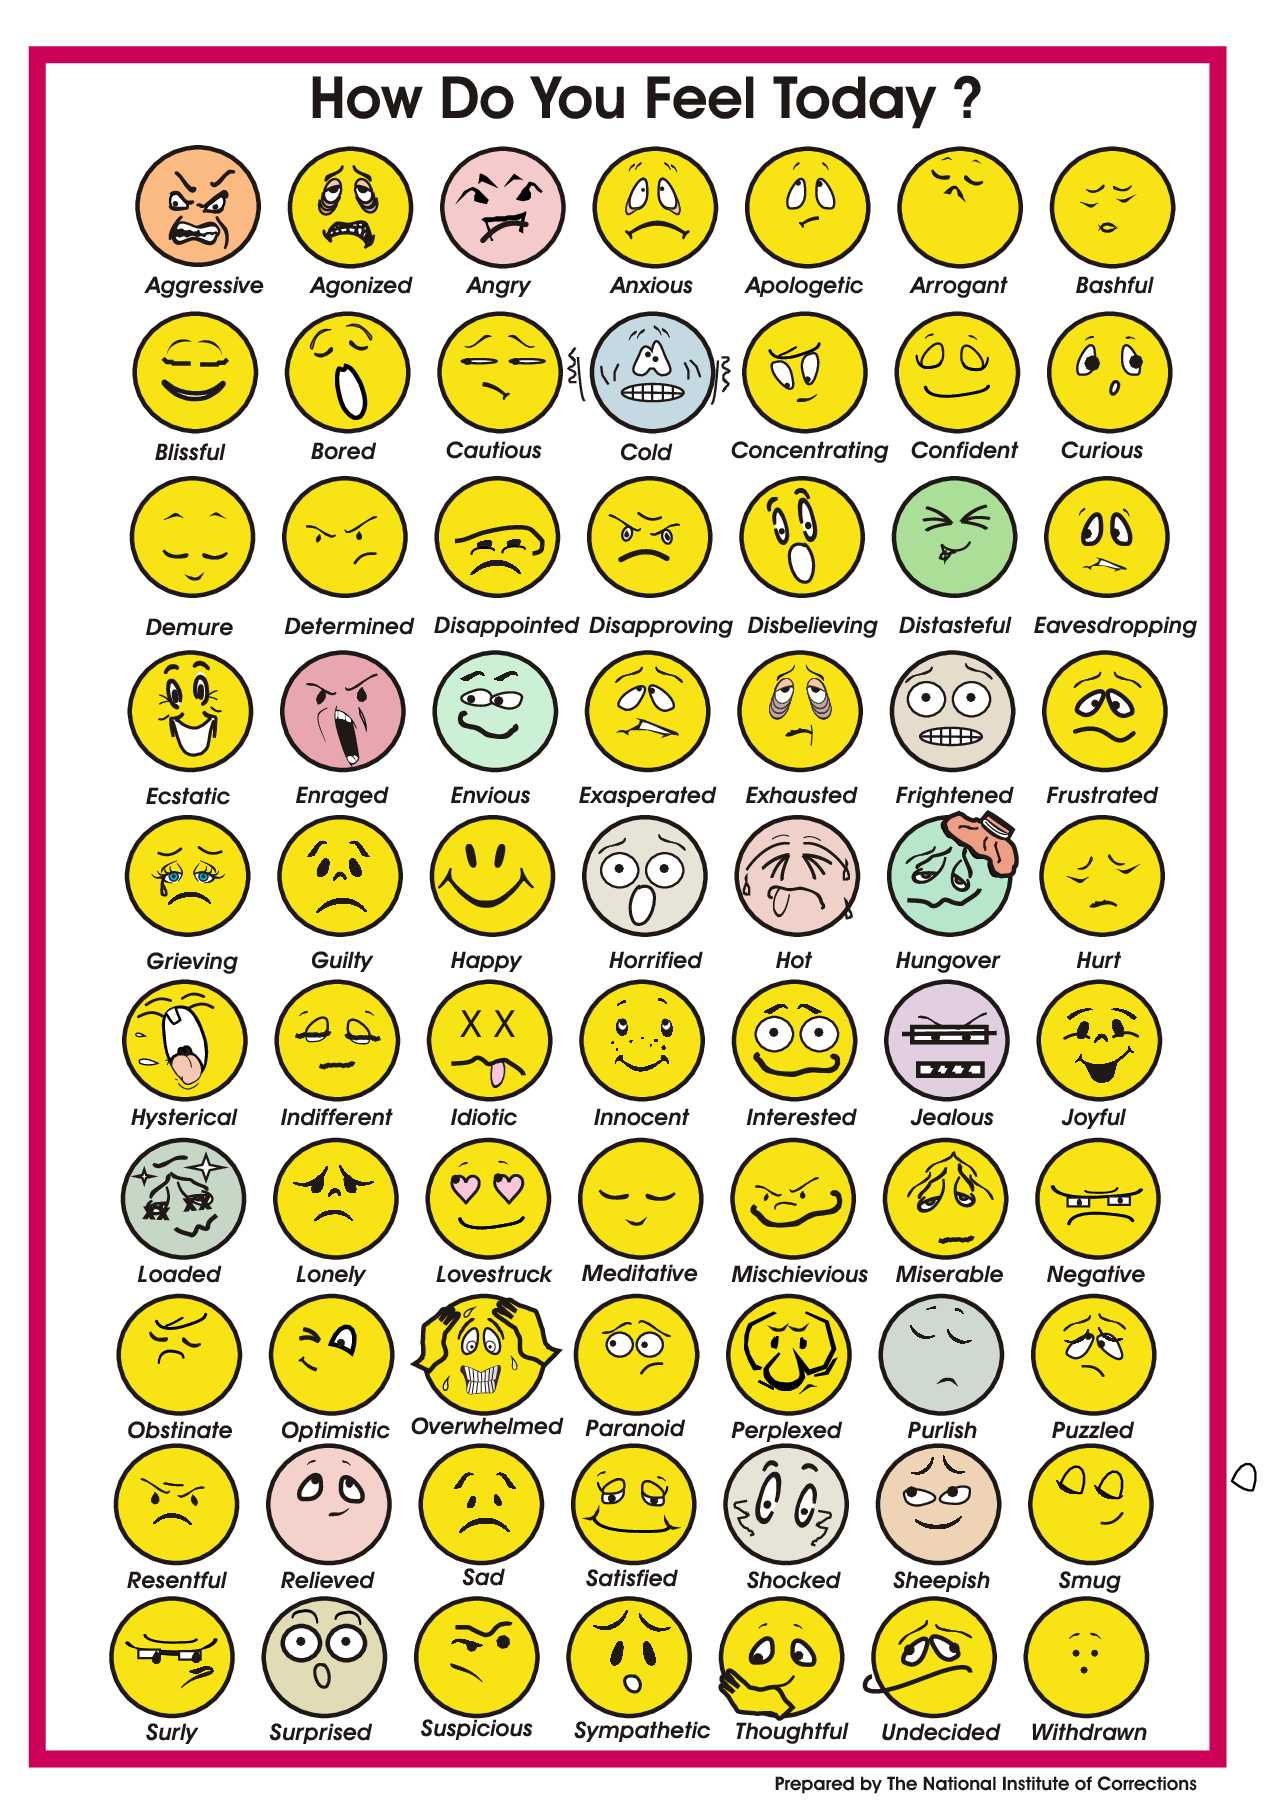 How Do You Feel Today ?
Aggressive Agonized Angry Anxious Apologetic Arrogant Bashful
Blissful Bored Cautious Cold Concentrating Confident Curious
Demure Determined Disappointed Disapproving Disbelieving Distasteful Eavesdropping
Ecstatic Enraged Envious Exasperated Exhausted Frightened Frustrated
Grieving Guilty Happy Horrified Hot Hungover Hurt
Hysterical Indifferent Idiotic Innocent Interested Jealous Joyful
Loaded Lonely Lovestruck Meditative Mischievious Miserable Negative
Obstinate Optimistic Overwhelmed Paranoid Perplexed Purlish Puzzled
Resentful Relieved Sad Satisfied Shocked Sheepish Smug
Surly Surprised Suspicious Sympathetic Thoughtful Undecided Withdrawn
Prepared by The National Institute of Corrections